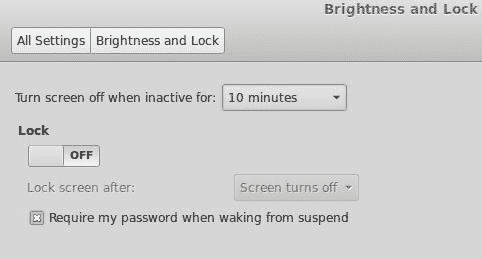 Brightness and Lock
All Settings Brightness and Lock
Turn screen off when inactive for: 10 minutes
Lock
OFF
Lock screen after: Screen turns off
Require my password when waking from suspend